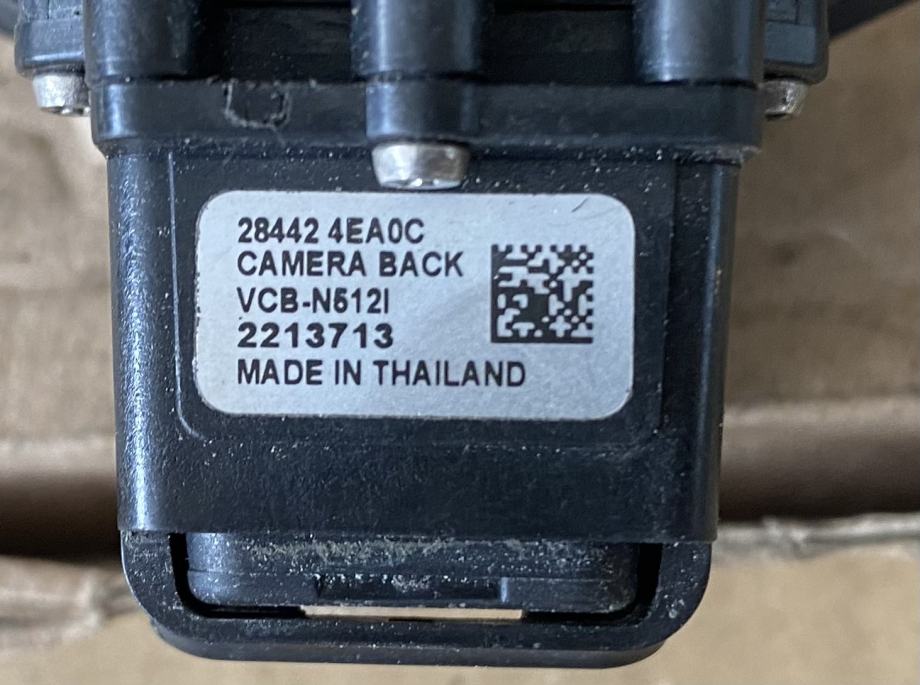 28442 4EA0C
CAMERA BACK
VCB-N512I
2213713
MADE IN THAILAND